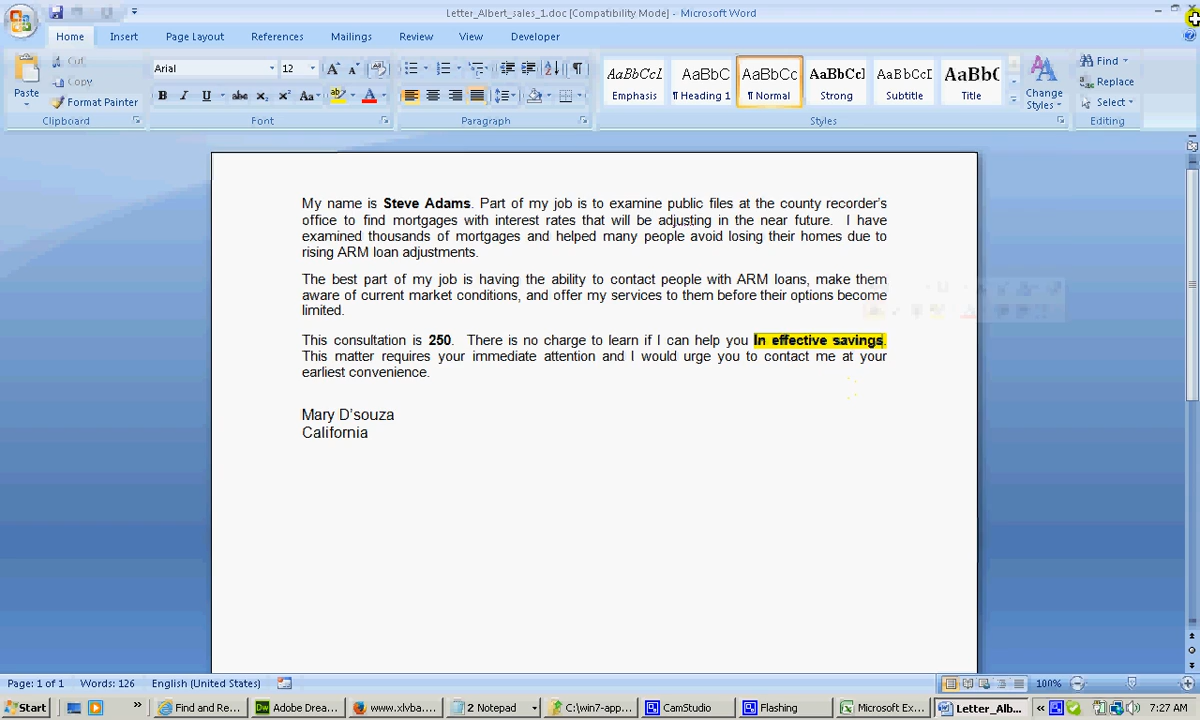 Letter_Albert_sales_1.doc [Compatibility Mode] - Microsoft Word
Home Insert Page Layout References Mailings Review View Developer
Paste
Cut
Copy
Format Painter
Clipboard
Arial 12
B I U abc X₂ X² Aa
Font
Paragraph
AaBbCcI AaBbC AaBbCc AaBbCcI AaBbCcI AaBb(
Emphasis ¶ Heading 1 ¶ Normal Strong Subtitle Title
Change Styles
Styles
Find
Replace
Select
Editing
My name is Steve Adams. Part of my job is to examine public files at the county recorder's
office to find mortgages with interest rates that will be adjusting in the near future. I have
examined thousands of mortgages and helped many people avoid losing their homes due to
rising ARM loan adjustments.
The best part of my job is having the ability to contact people with ARM loans, make them
aware of current market conditions, and offer my services to them before their options become
limited.
This consultation is 250. There is no charge to learn if I can help you In effective savings.
This matter requires your immediate attention and I would urge you to contact me at your
earliest convenience.
Mary D'souza
California
Page: 1 of 1 Words: 126 English (United States) 100%
Start Find and Re... Adobe Drea... www.xlvba.... 2 Notepad C:\win7-app... CamStudio Flashing Microsoft Ex... Letter_Alb... 7:27 AM